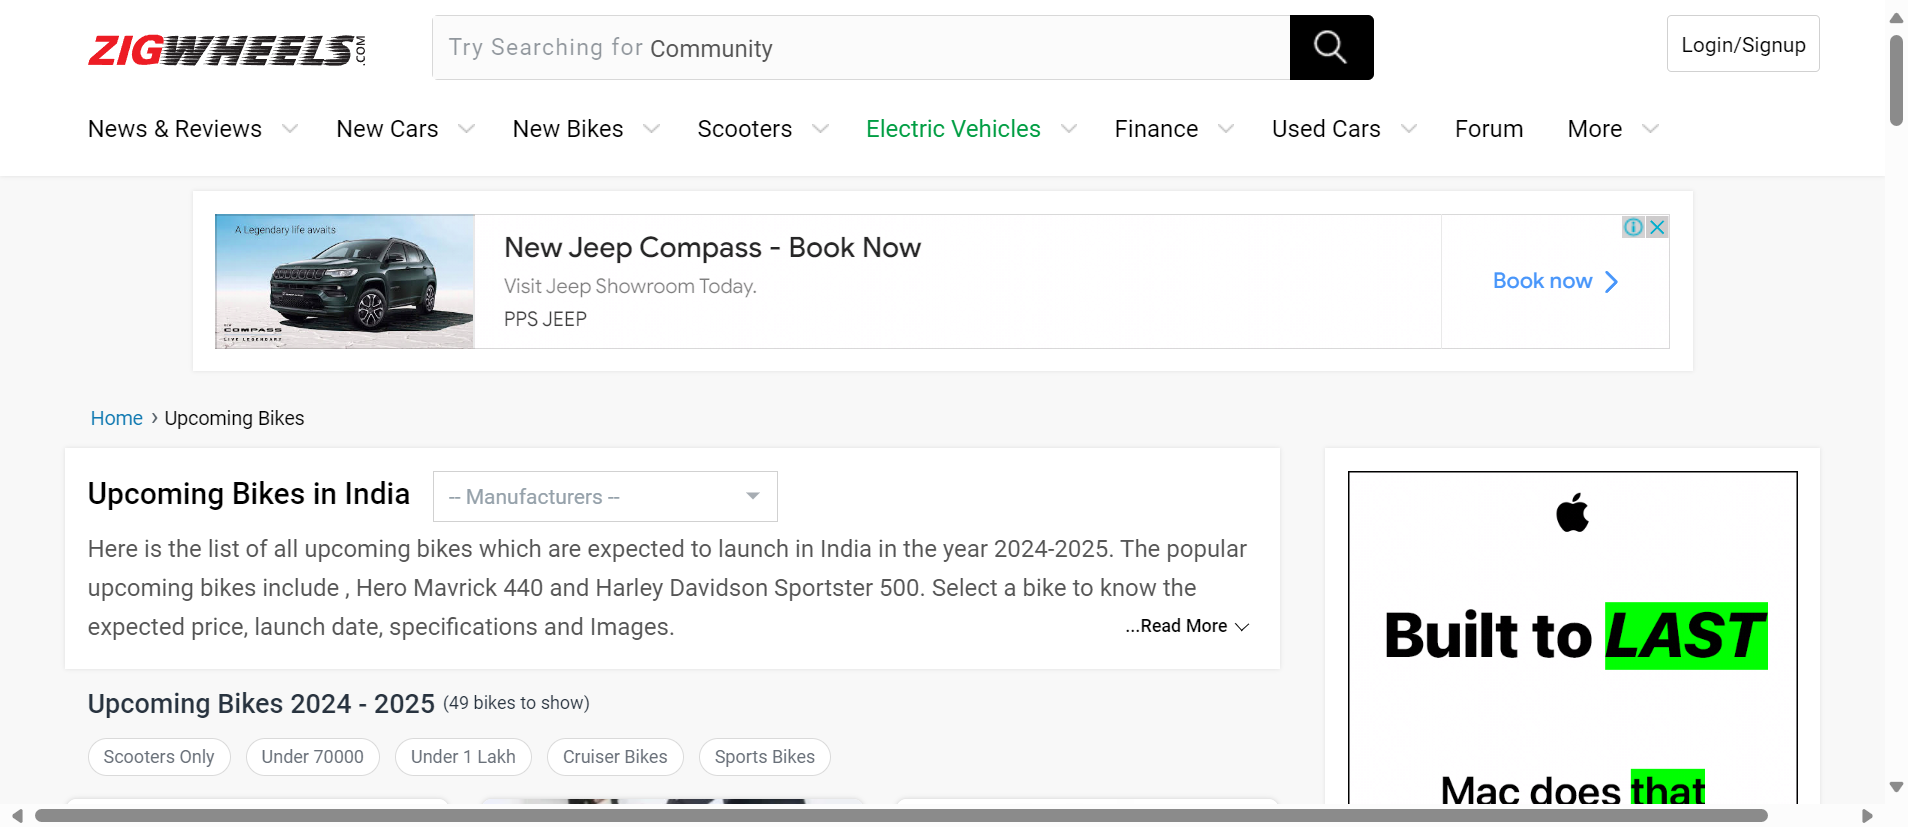 ZIGWHEELS.COM
Try Searching for Community
Login/Signup
News & Reviews
New Cars
New Bikes
Scooters
Electric Vehicles
Finance
Used Cars
Forum
More
A Legendary life awaits
NEW
COMPASS
LIVE LEGENDARY
New Jeep Compass - Book Now
Visit Jeep Showroom Today.
PPS JEEP
Book now
Home › Upcoming Bikes
Upcoming Bikes in India
-- Manufacturers --
Here is the list of all upcoming bikes which are expected to launch in India in the year 2024-2025. The popular
upcoming bikes include , Hero Mavrick 440 and Harley Davidson Sportster 500. Select a bike to know the
expected price, launch date, specifications and Images.
...Read More
Upcoming Bikes 2024 - 2025 (49 bikes to show)
Scooters Only
Under 70000
Under 1 Lakh
Cruiser Bikes
Sports Bikes
Built to LAST
Mac does that